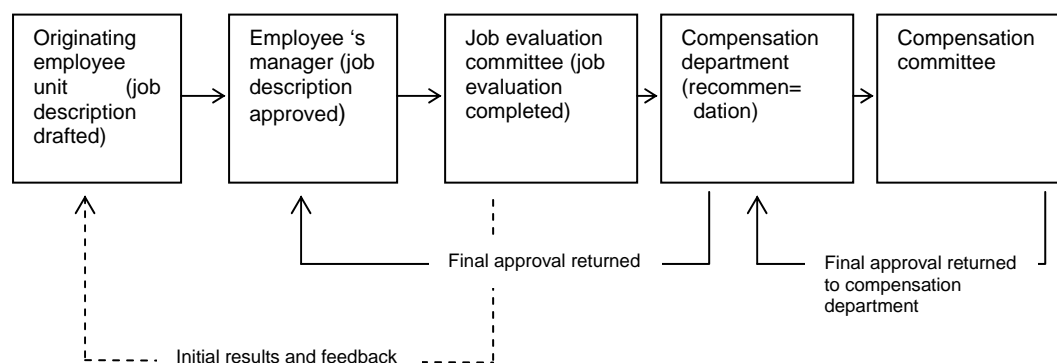 Originating
employee
unit (job
description
drafted)
Employee ‘s
manager (job
description
approved)
Job evaluation
committee (job
evaluation
completed)
Compensation
department
(recommen=
dation)
Compensation
committee
Final approval returned
Final approval returned
to compensation
department
Initial results and feedback